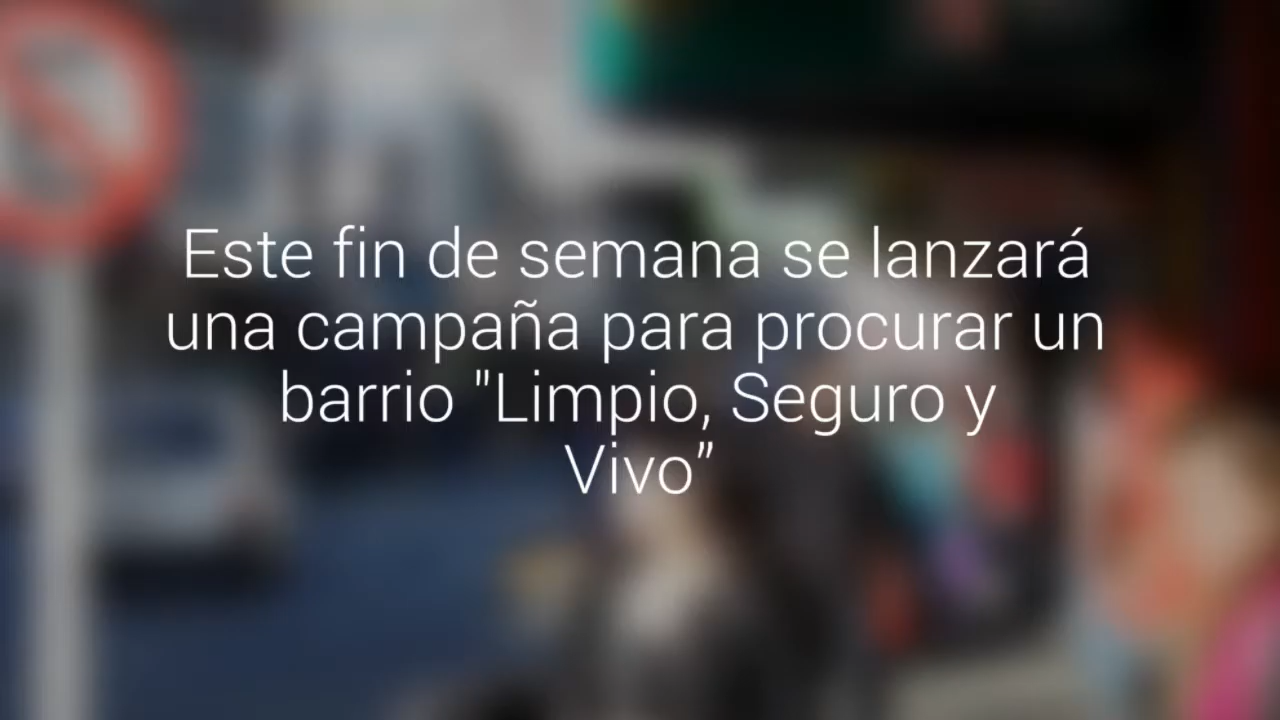 Este fin de semana se lanzará
una campaña para procurar un
barrio "Limpio, Seguro y
Vivo"